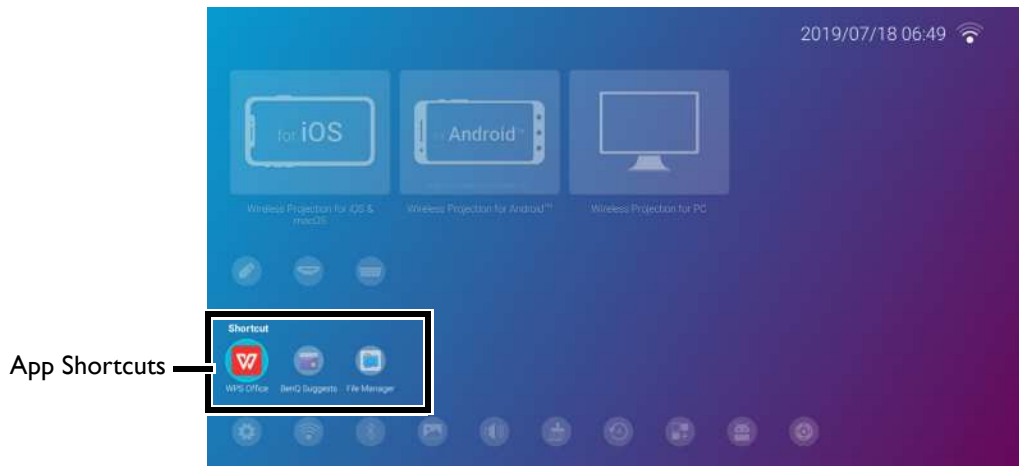 2019/07/18 06:49
for iOS
Android™
Wireless Projection for iOS &
macOS
Wireless Projection for Android™
Wireless Projection for PC
Shortcut
WPS Office
BenQ Suggests
File Manager
App Shortcuts